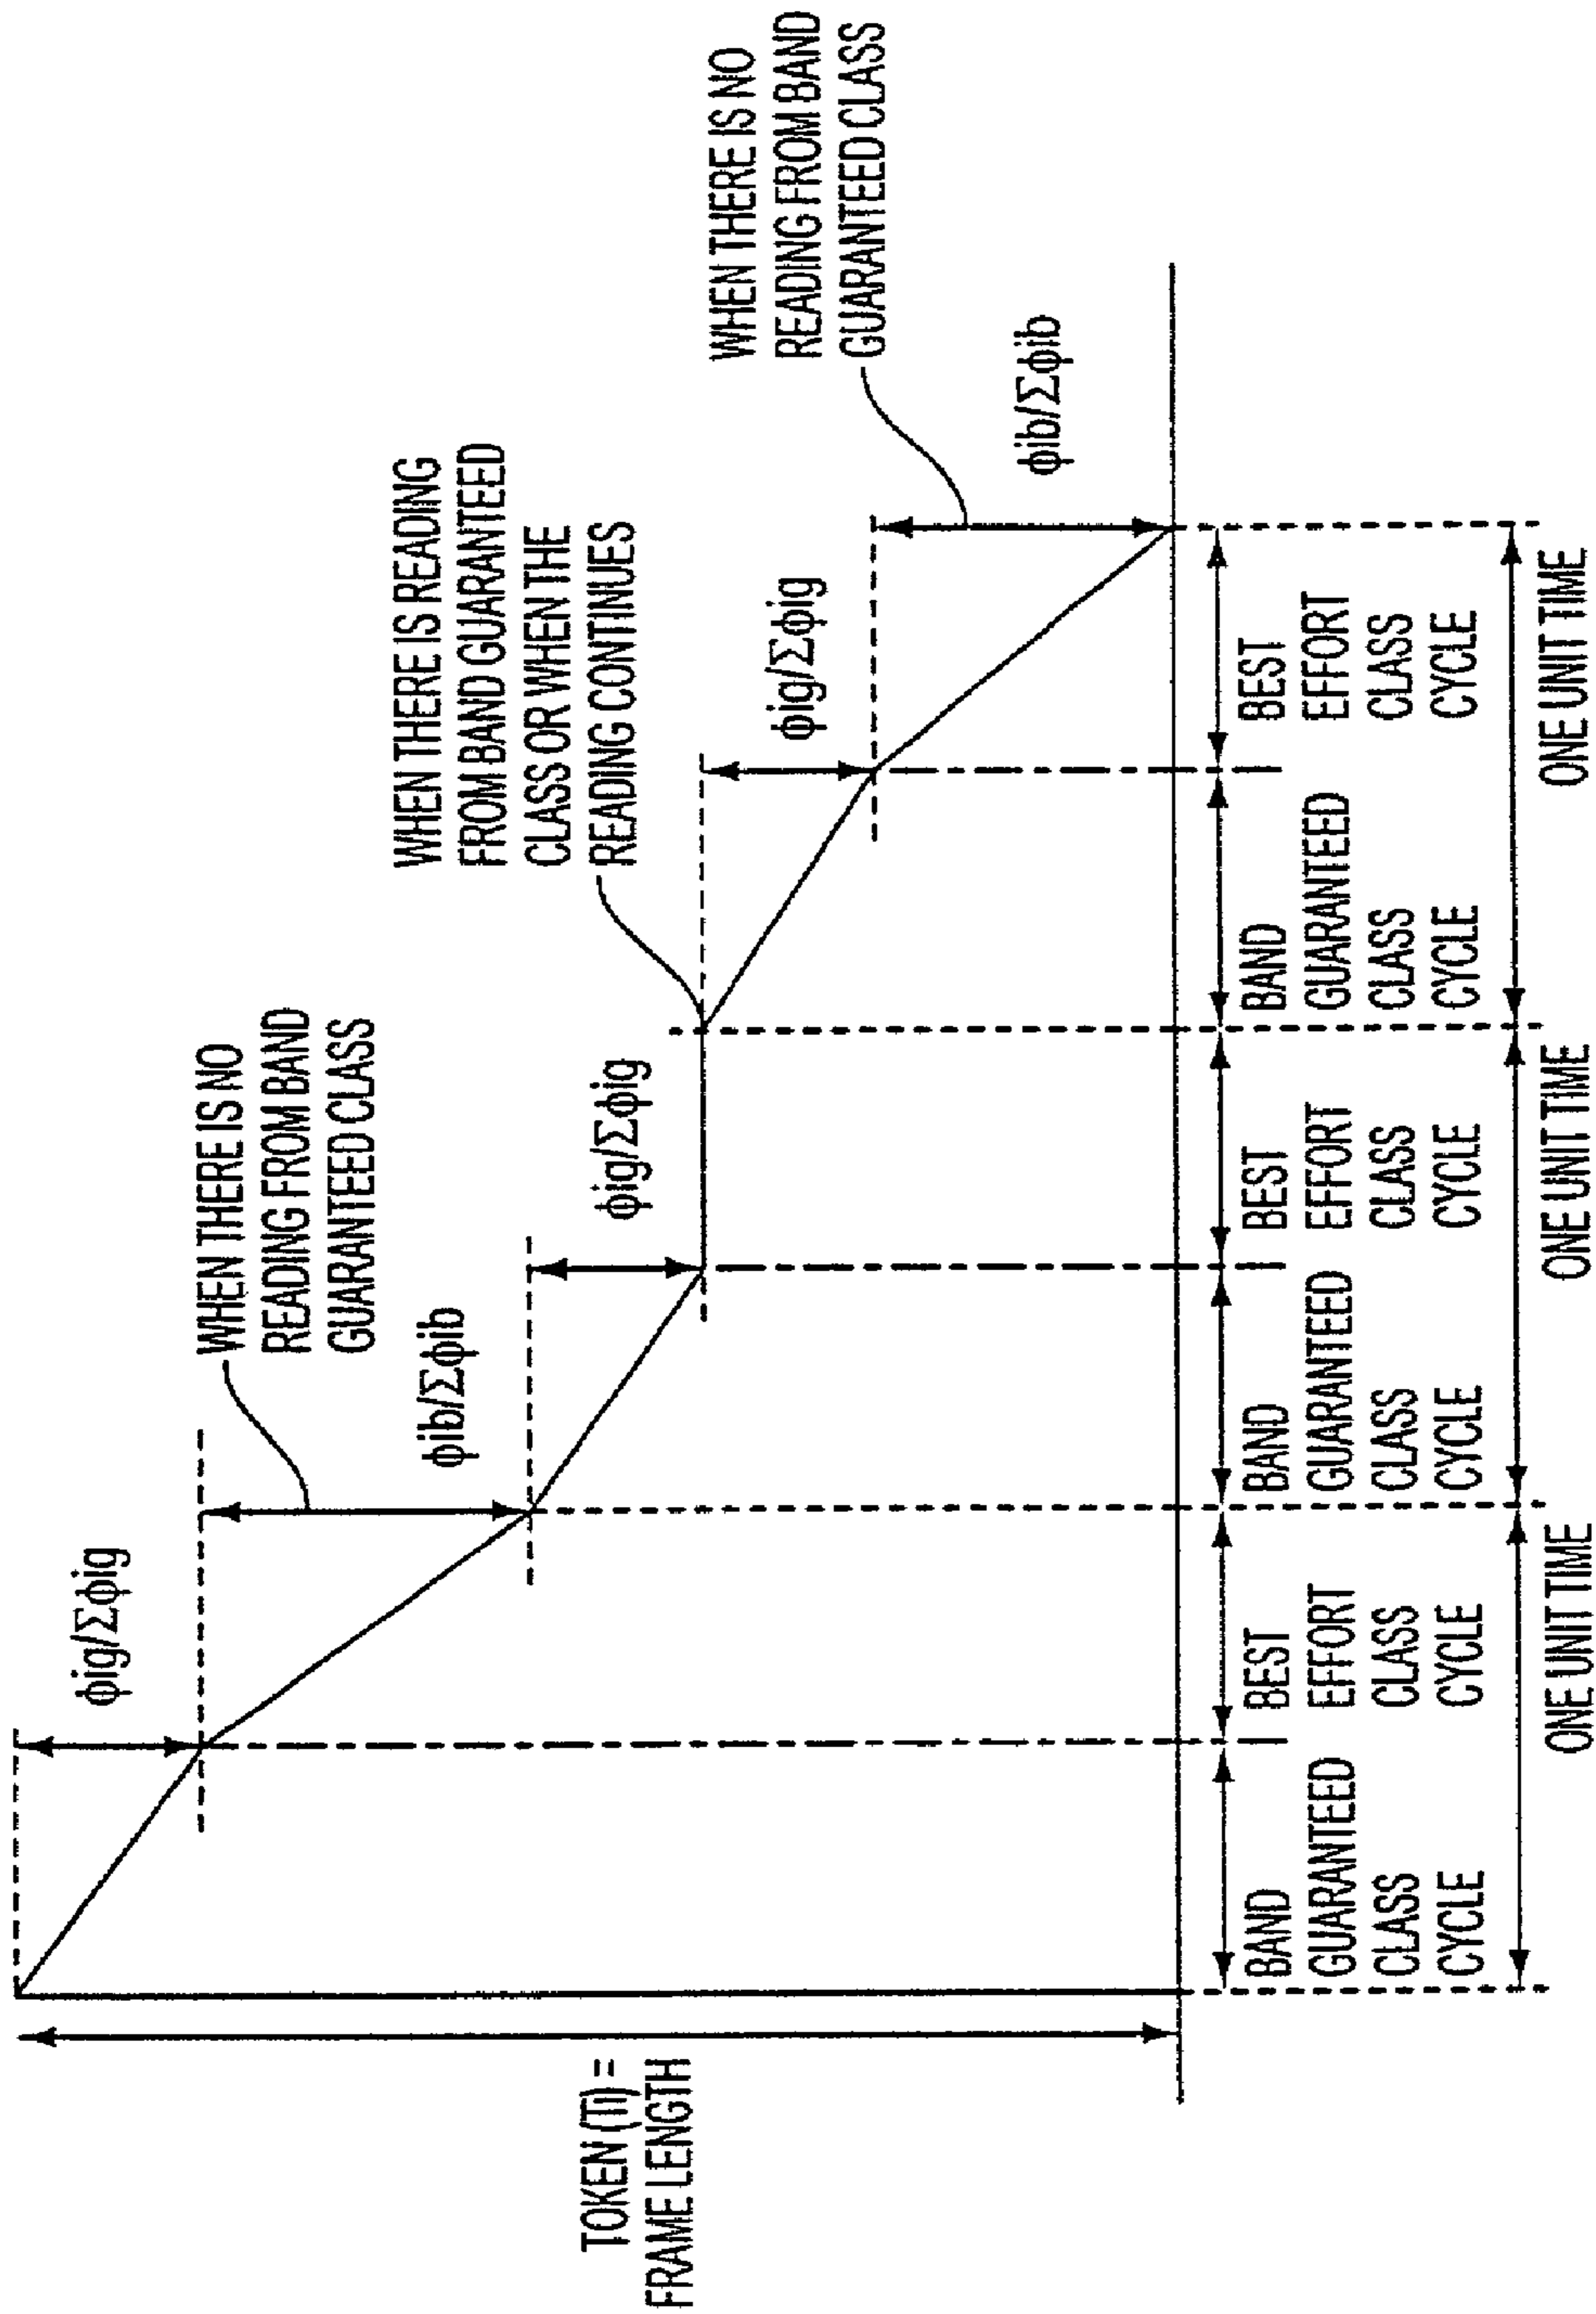 TOKEN (Ti) =
FRAME LENGTH
ϕig/Σϕig
WHEN THERE IS NO
READING FROM BAND
GUARANTEED CLASS
ϕib/Σϕib
ϕig/Σϕig
WHEN THERE IS READING
FROM BAND GUARANTEED
CLASS OR WHEN THE
READING CONTINUES
ϕig/Σϕig
WHEN THERE IS NO
READING FROM BAND
GUARANTEED CLASS
ϕib/Σϕib
BAND
GUARANTEED
CLASS
CYCLE
BEST
EFFORT
CLASS
CYCLE
BAND
GUARANTEED
CLASS
CYCLE
BEST
EFFORT
CLASS
CYCLE
BAND
GUARANTEED
CLASS
CYCLE
BEST
EFFORT
CLASS
CYCLE
ONE UNIT TIME
ONE UNIT TIME
ONE UNIT TIME